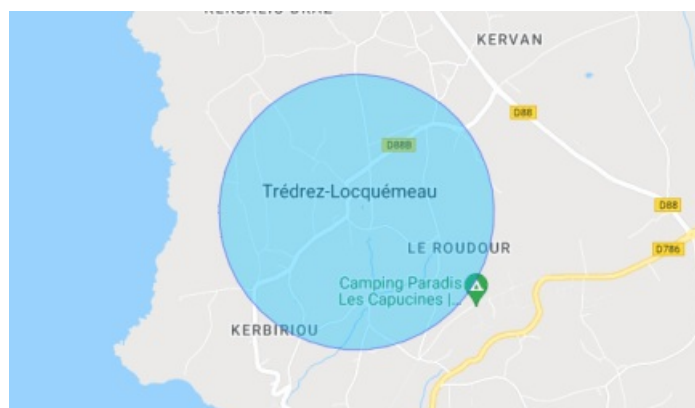 KERVAN
D88
D88B
Trédrez-Locquémeau
D88
LE ROUDOUR
D786
Camping Paradis
Les Capucines |...
KERBIRIOU